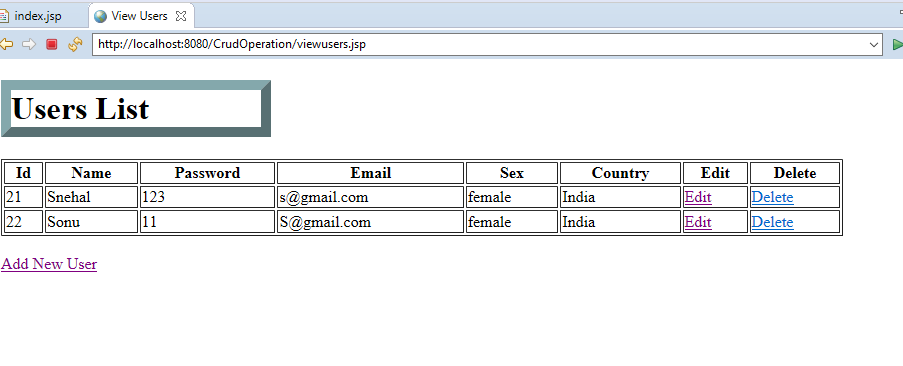 index.jsp View Users
http://localhost:8080/CrudOperation/viewusers.jsp
Users List
Id Name Password Email Sex Country Edit Delete
21 Snehal 123 s@gmail.com female India Edit Delete
22 Sonu 11 S@gmail.com female India Edit Delete
Add New User